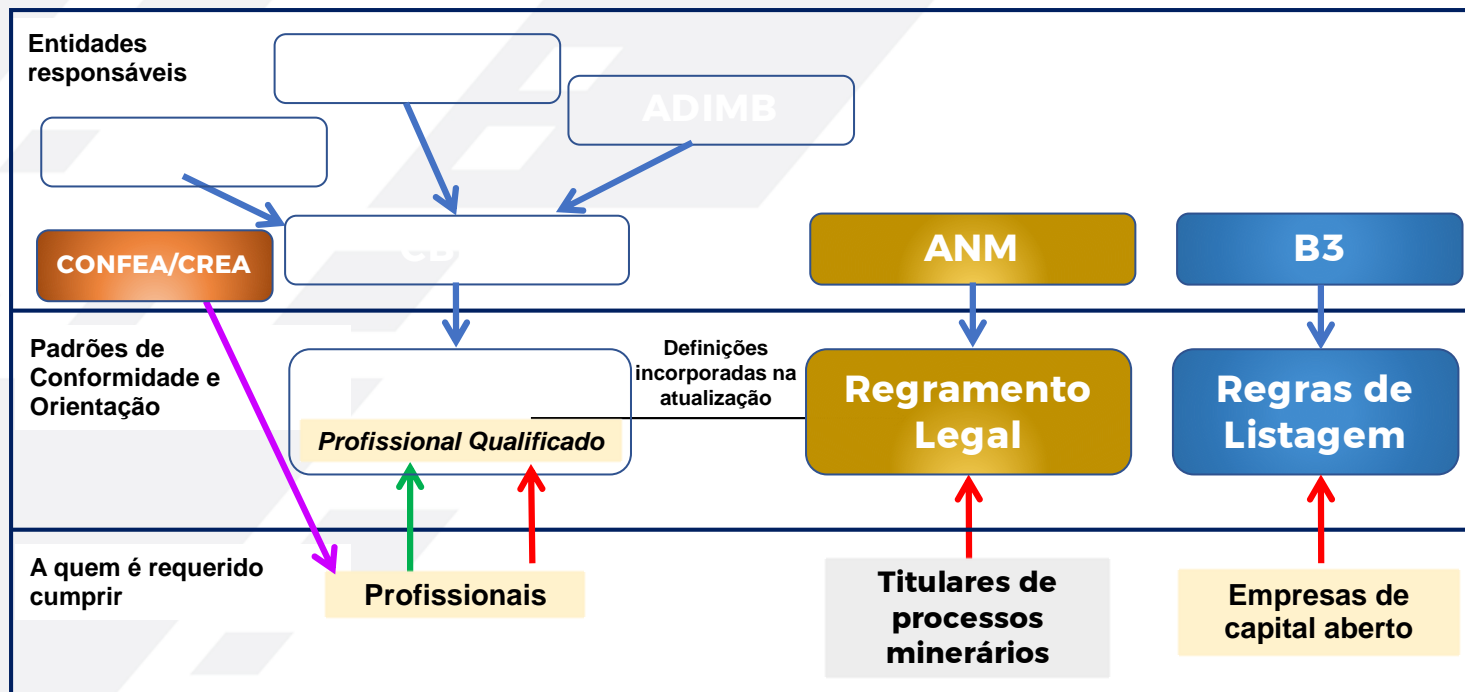 Entidades
responsáveis
ADIMB
CONFEA/CREA
ANM
B3
Padrões de
Conformidade e
Orientação
Profissional Qualificado
Definições
incorporadas na
atualização
Regramento
Legal
Regras de
Listagem
A quem é requerido
cumprir
Profissionais
Titulares de
processos
minerários
Empresas de
capital aberto